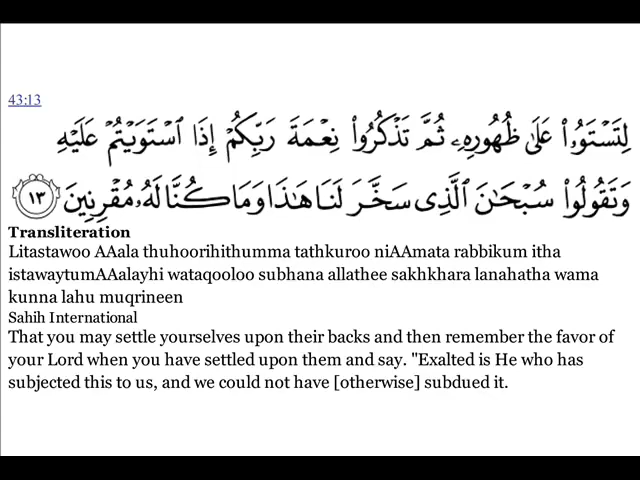 43:13
لِتَسْتَوُۥا۟ عَلَىٰ ظُهُورِهِۦ ثُمَّ تَذْكُرُوا۟ نِعْمَةَ رَبِّكُمْ إِذَا ٱسْتَوَيْتُمْ عَلَيْهِ
وَتَقُولُوا۟ سُبْحَـٰنَ ٱلَّذِى سَخَّرَ لَنَا هَـٰذَا وَمَا كُنَّا لَهُۥ مُقْرِنِينَ ١٣
Transliteration
Litastawoo AAala thuhoorihithumma tathkuroo niAAmata rabbikum itha
istawaytumAAalayhi wataqooloo subhana allathee sakhkhara lanahatha wama
kunna lahu muqrineen
Sahih International
That you may settle yourselves upon their backs and then remember the favor of
your Lord when you have settled upon them and say. "Exalted is He who has
subjected this to us, and we could not have [otherwise] subdued it.